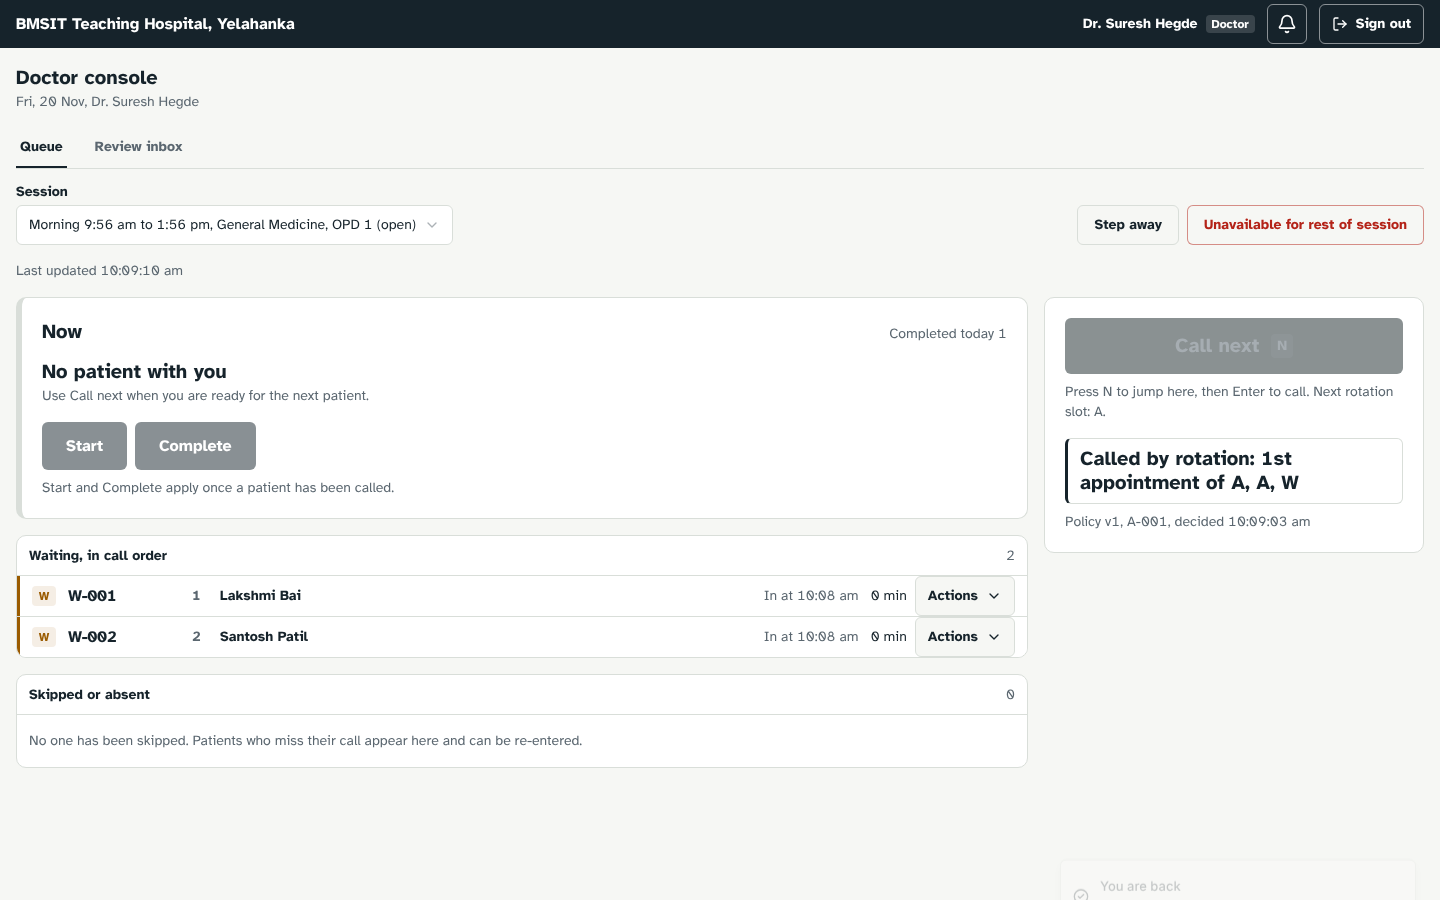 BMSIT Teaching Hospital, Yelahanka
Dr. Suresh Hegde Doctor
Sign out
Doctor console
Fri, 20 Nov, Dr. Suresh Hegde
Queue
Review inbox
Session
Morning 9:56 am to 1:56 pm, General Medicine, OPD 1 (open)
Step away
Unavailable for rest of session
Last updated 10:09:10 am
Now
Completed today 1
No patient with you
Use Call next when you are ready for the next patient.
Start
Complete
Start and Complete apply once a patient has been called.
Call next N
Press N to jump here, then Enter to call. Next rotation
slot: A.
Called by rotation: 1st
appointment of A, A, W
Policy v1, A-001, decided 10:09:03 am
Waiting, in call order 2
W W-001 1 Lakshmi Bai In at 10:08 am 0 min Actions
W W-002 2 Santosh Patil In at 10:08 am 0 min Actions
Skipped or absent 0
No one has been skipped. Patients who miss their call appear here and can be re-entered.
You are back